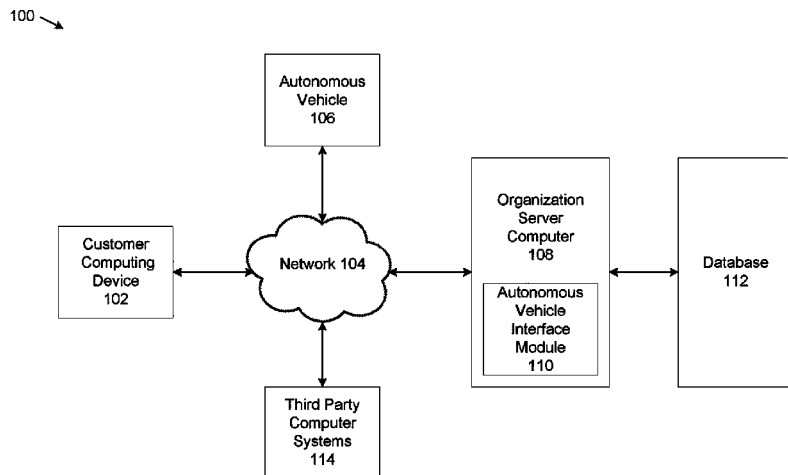 100
Autonomous
Vehicle
106
Customer
Computing
Device
102
Network 104
Organization
Server
Computer
108
Autonomous
Vehicle
Interface
Module
110
Database
112
Third Party
Computer
Systems
114